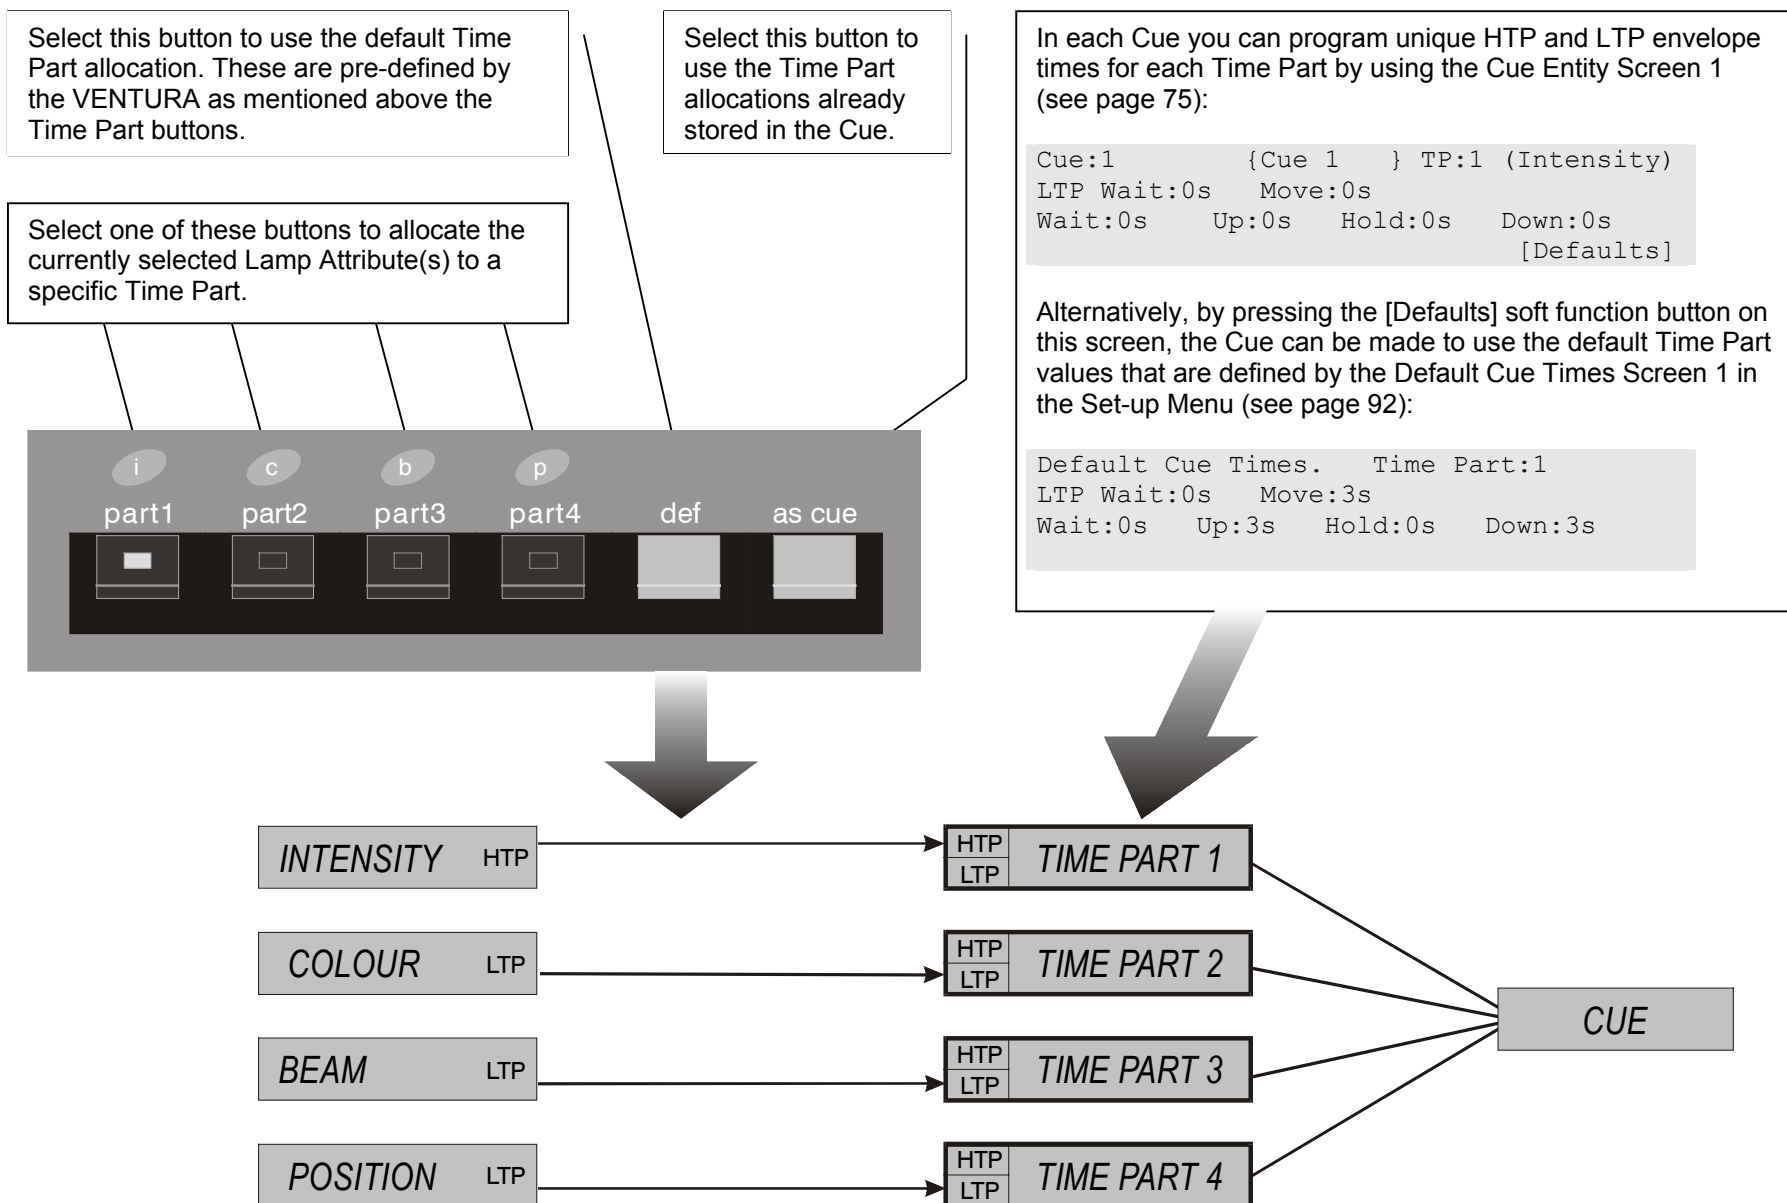 Select this button to use the default Time
Part allocation. These are pre-defined by
the VENTURA as mentioned above the
Time Part buttons.
Select this button to
use the Time Part
allocations already
stored in the Cue.
Select one of these buttons to allocate the
currently selected Lamp Attribute(s) to a
specific Time Part.
In each Cue you can program unique HTP and LTP envelope
times for each Time Part by using the Cue Entity Screen 1
(see page 75):
Cue:1 {Cue 1 } TP:1 (Intensity)
LTP Wait:0s Move:0s
Wait:0s Up:0s Hold:0s Down:0s
[Defaults]
Alternatively, by pressing the [Defaults] soft function button on
this screen, the Cue can be made to use the default Time Part
values that are defined by the Default Cue Times Screen 1 in
the Set-up Menu (see page 92):
Default Cue Times. Time Part:1
LTP Wait:0s Move:3s
Wait:0s Up:3s Hold:0s Down:3s
i c b p
part1 part2 part3 part4 def as cue
INTENSITY HTP
HTP
LTP
TIME PART 1
COLOUR LTP
HTP
LTP
TIME PART 2
BEAM LTP
HTP
LTP
TIME PART 3
POSITION LTP
HTP
LTP
TIME PART 4
CUE